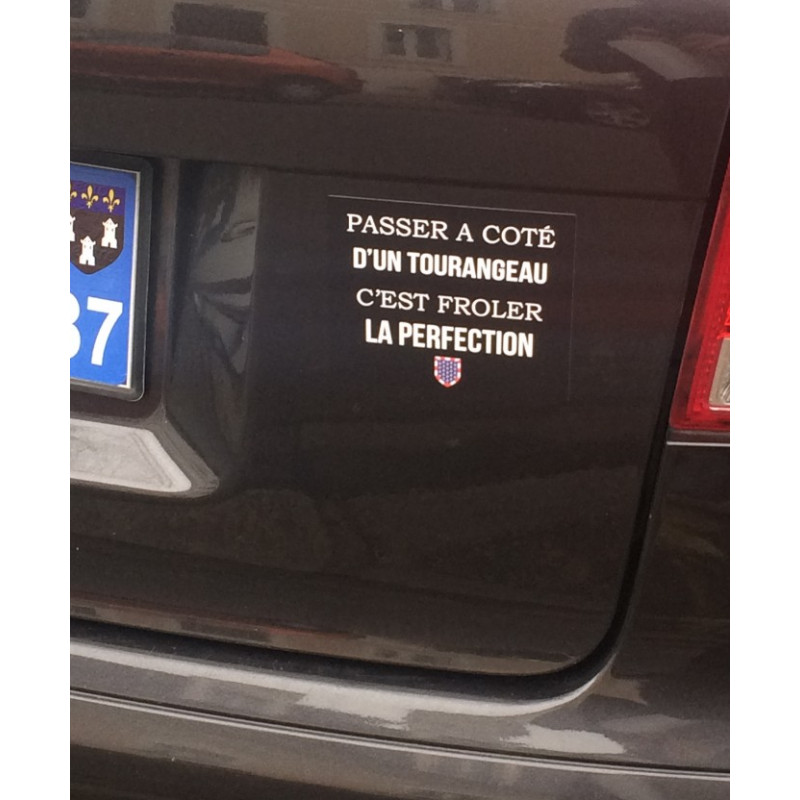 PASSER A COTÉ
D'UN TOURANGEAU
C'EST FROLER
LA PERFECTION
37